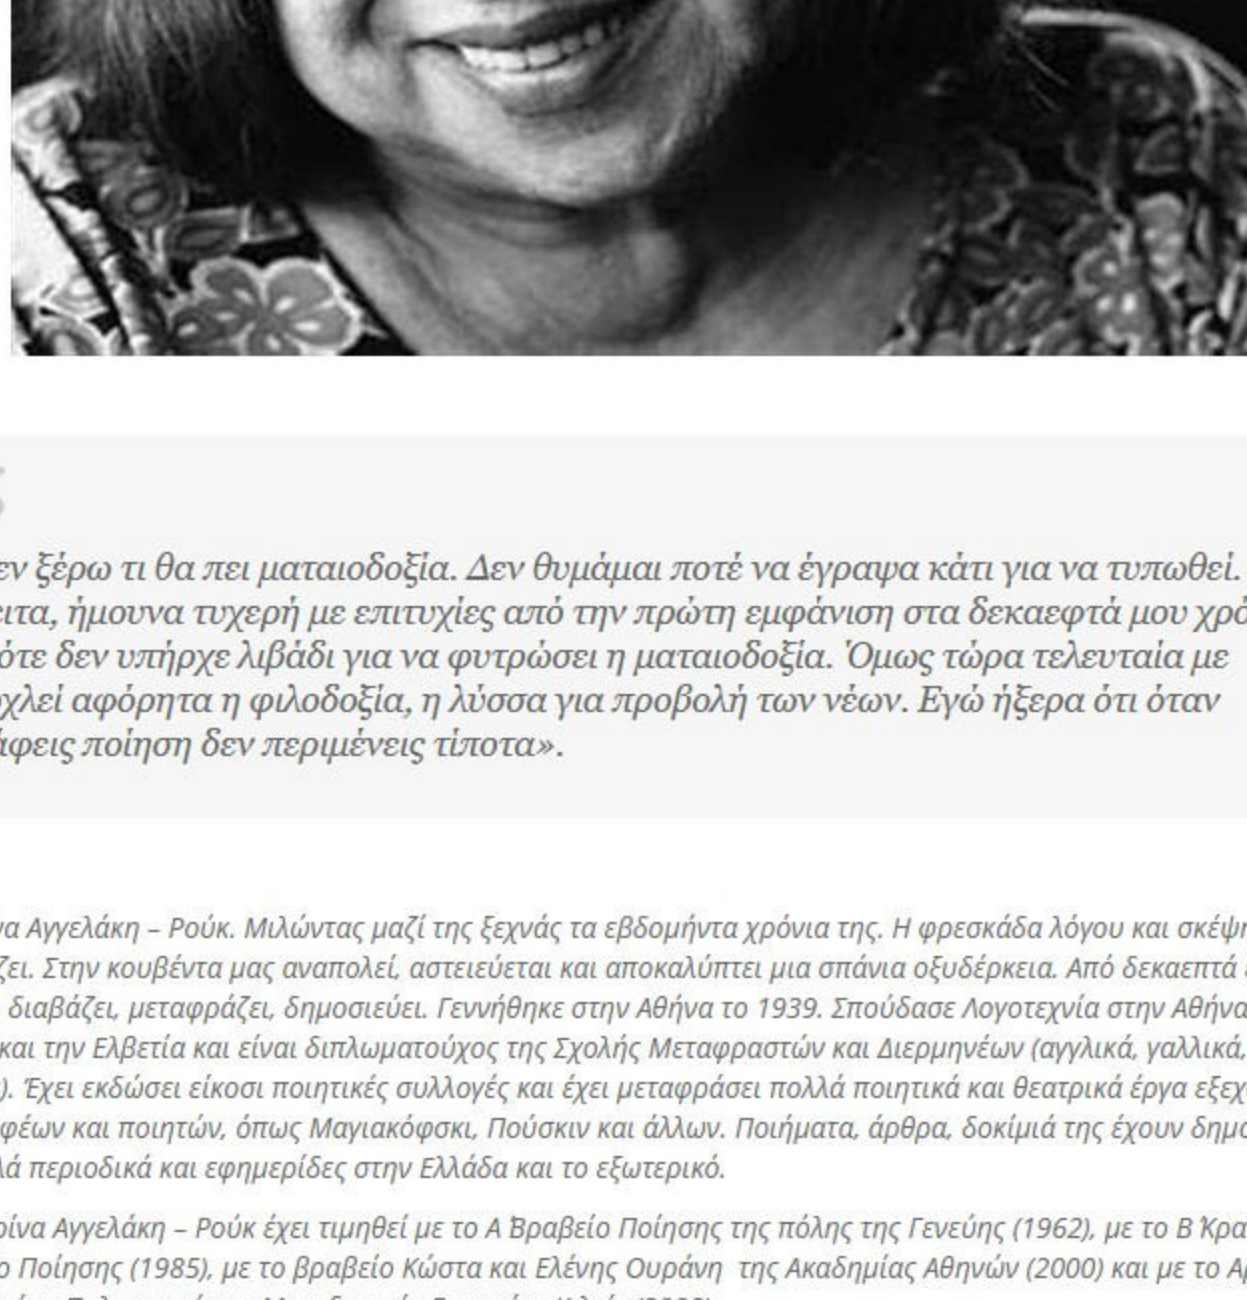 εν ξέρω τι θα πει ματαιοδοξία. Δεν θυμάμαι ποτέ να έγραψα κάτι για να τυπωθεί.
ειτα, ήμουνα τυχερή με επιτυχίες από την πρώτη εμφάνιση στα δεκαεφτά μου χρό
ότε δεν υπήρχε λιβάδι για να φυτρώσει η ματαιοδοξία. Όμως τώρα τελευταία με
χλεί αφόρητα η φιλοδοξία, η λύσσα για προβολή των νέων. Εγώ ήξερα ότι όταν
άφεις ποίηση δεν περιμένεις τίποτα».
να Αγγελάκη – Ρούκ. Μιλώντας μαζί της ξεχνάς τα εβδομήντα χρόνια της. Η φρεσκάδα λόγου και σκέψη
ζει. Στην κουβέντα μας αναπολεί, αστειεύεται και αποκαλύπτει μια σπάνια οξυδέρκεια. Από δεκαεπτά
διαβάζει, μεταφράζει, δημοσιεύει. Γεννήθηκε στην Αθήνα το 1939. Σπούδασε Λογοτεχνία στην Αθήνα
και την Ελβετία και είναι διπλωματούχος της Σχολής Μεταφραστών και Διερμηνέων (αγγλικά, γαλλικά,
). Έχει εκδώσει είκοσι ποιητικές συλλογές και έχει μεταφράσει πολλά ποιητικά και θεατρικά έργα εξεχ
φέων και ποιητών, όπως Μαγιακόφσκι, Πούσκιν και άλλων. Ποιήματα, άρθρα, δοκίμιά της έχουν δημο
λά περιοδικά και εφημερίδες στην Ελλάδα και το εξωτερικό.
ρίνα Αγγελάκη – Ρούκ έχει τιμηθεί με το Α΄Βραβείο Ποίησης της πόλης της Γενεύης (1962), με το Β΄Κρα
ο Ποίησης (1985), με το βραβείο Κώστα και Ελένης Ουράνη της Ακαδημίας Αθηνών (2000) και με το Αρ